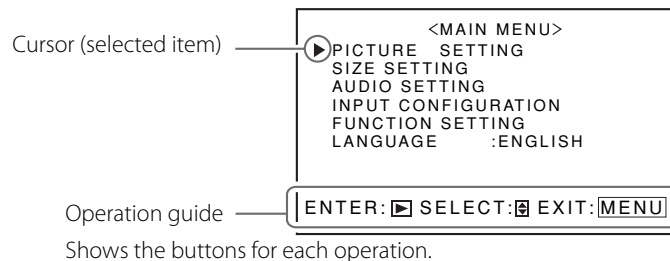 <MAIN MENU>
Cursor (selected item)
▶PICTURE SETTING
SIZE SETTING
AUDIO SETTING
INPUT CONFIGURATION
FUNCTION SETTING
LANGUAGE :ENGLISH
Operation guide
ENTER:▶ SELECT:⬍ EXIT:MENU
Shows the buttons for each operation.